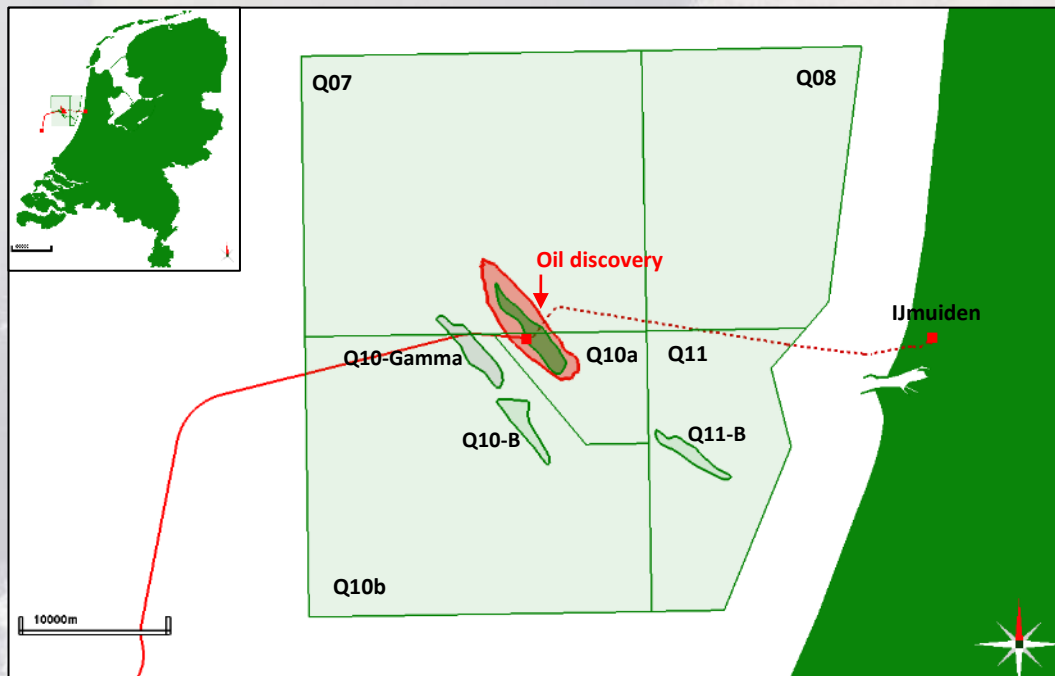 Q07
Q08
Oil discovery
IJmuiden
Q10-Gamma
Q10a
Q11
Q10-B
Q11-B
Q10b
10000m